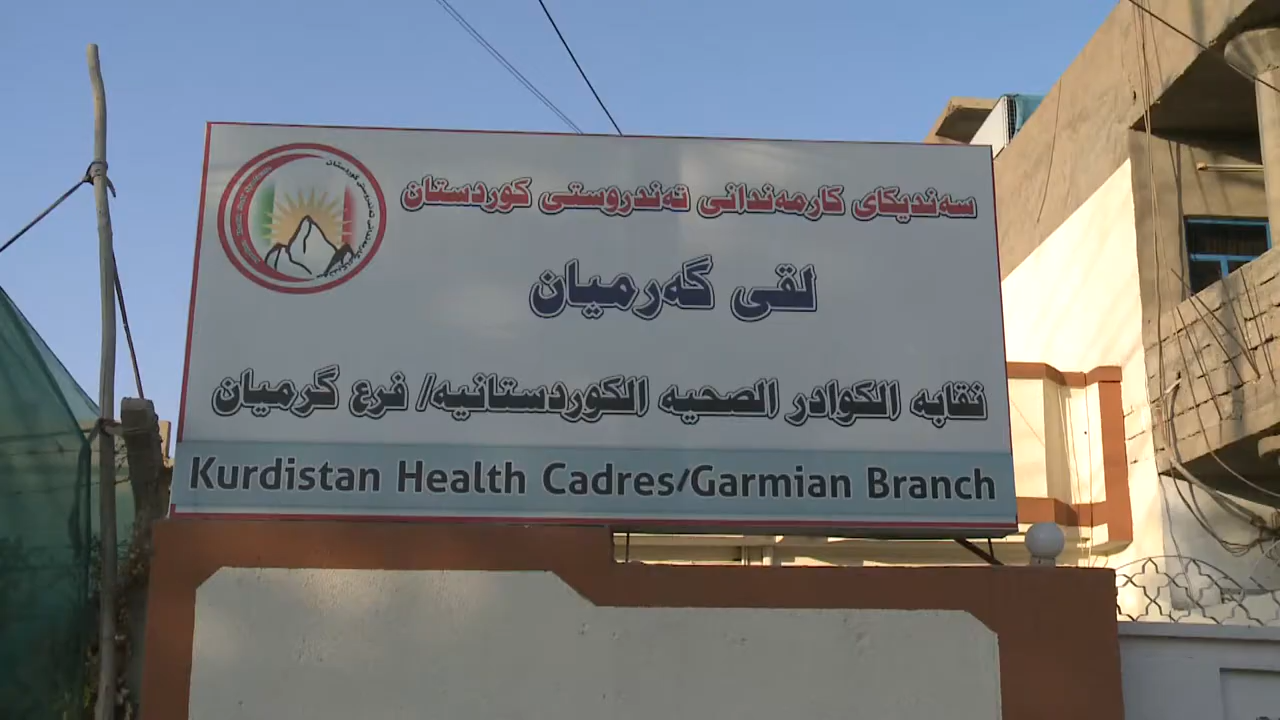 سەندیکای کارمەندانی تەندروستی کوردستان
لقی گەرمیان
نقابه الكوادر الصحيه الكوردستانيه/ فرع گرميان
Kurdistan Health Cadres/Garmian Branch